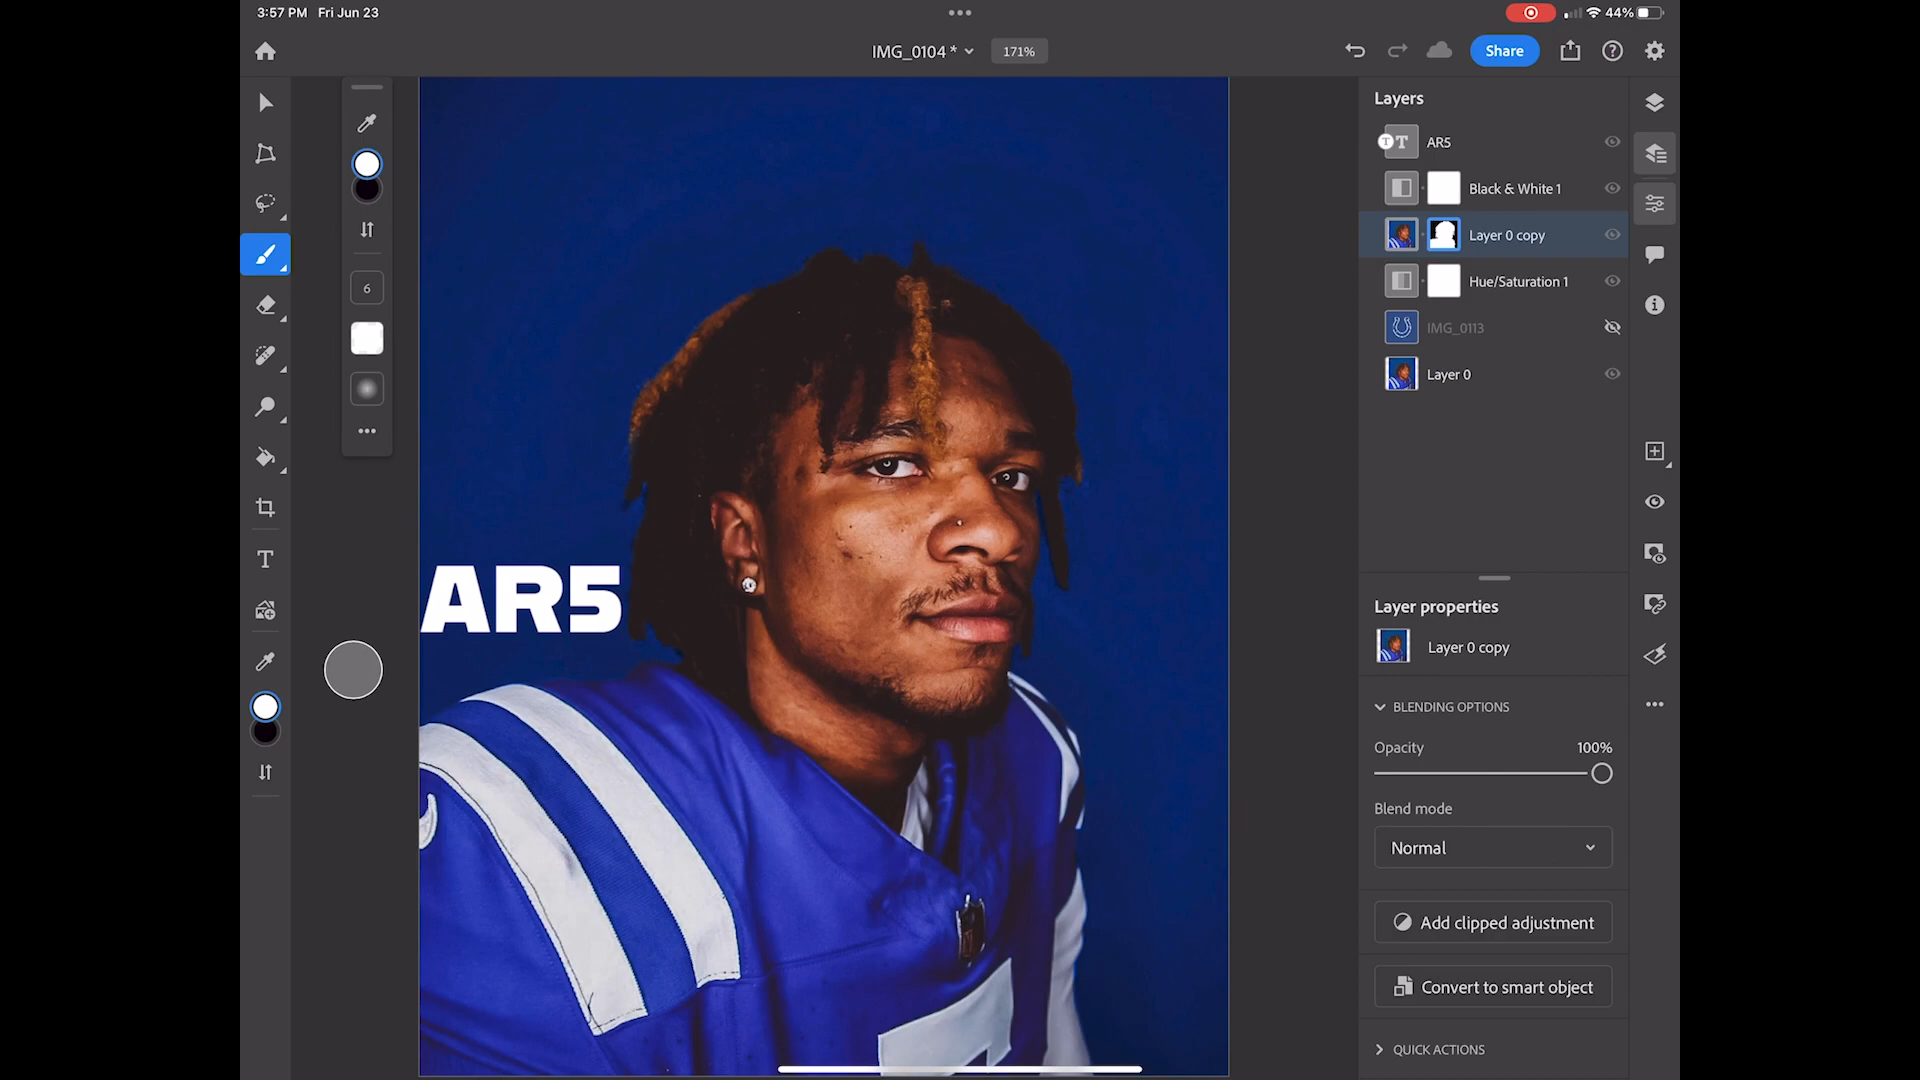 3:57 PM Fri Jun 23
44%
IMG_0104 *
171%
Share
Layers
T
AR5
Black & White 1
Layer 0 copy
Hue/Saturation 1
IMG_0113
Layer 0
6
T
AR5
Layer properties
Layer 0 copy
BLENDING OPTIONS
Opacity 100%
Blend mode
Normal
Add clipped adjustment
Convert to smart object
QUICK ACTIONS